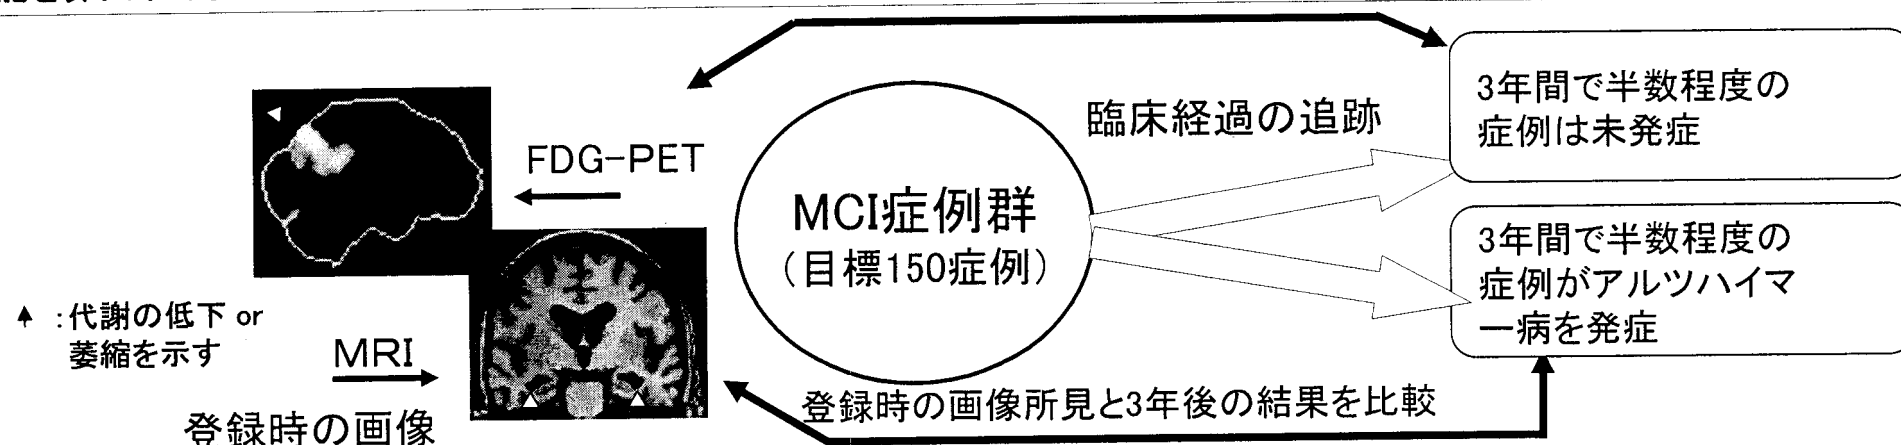 FDG-PET
▲ :代謝の低下 or
萎縮を示す
MRI
登録時の画像
MCI症例群
(目標150症例)
臨床経過の追跡
3年間で半数程度の
症例は未発症
3年間で半数程度の
症例がアルツハイマ
ー病を発症
登録時の画像所見と3年後の結果を比較